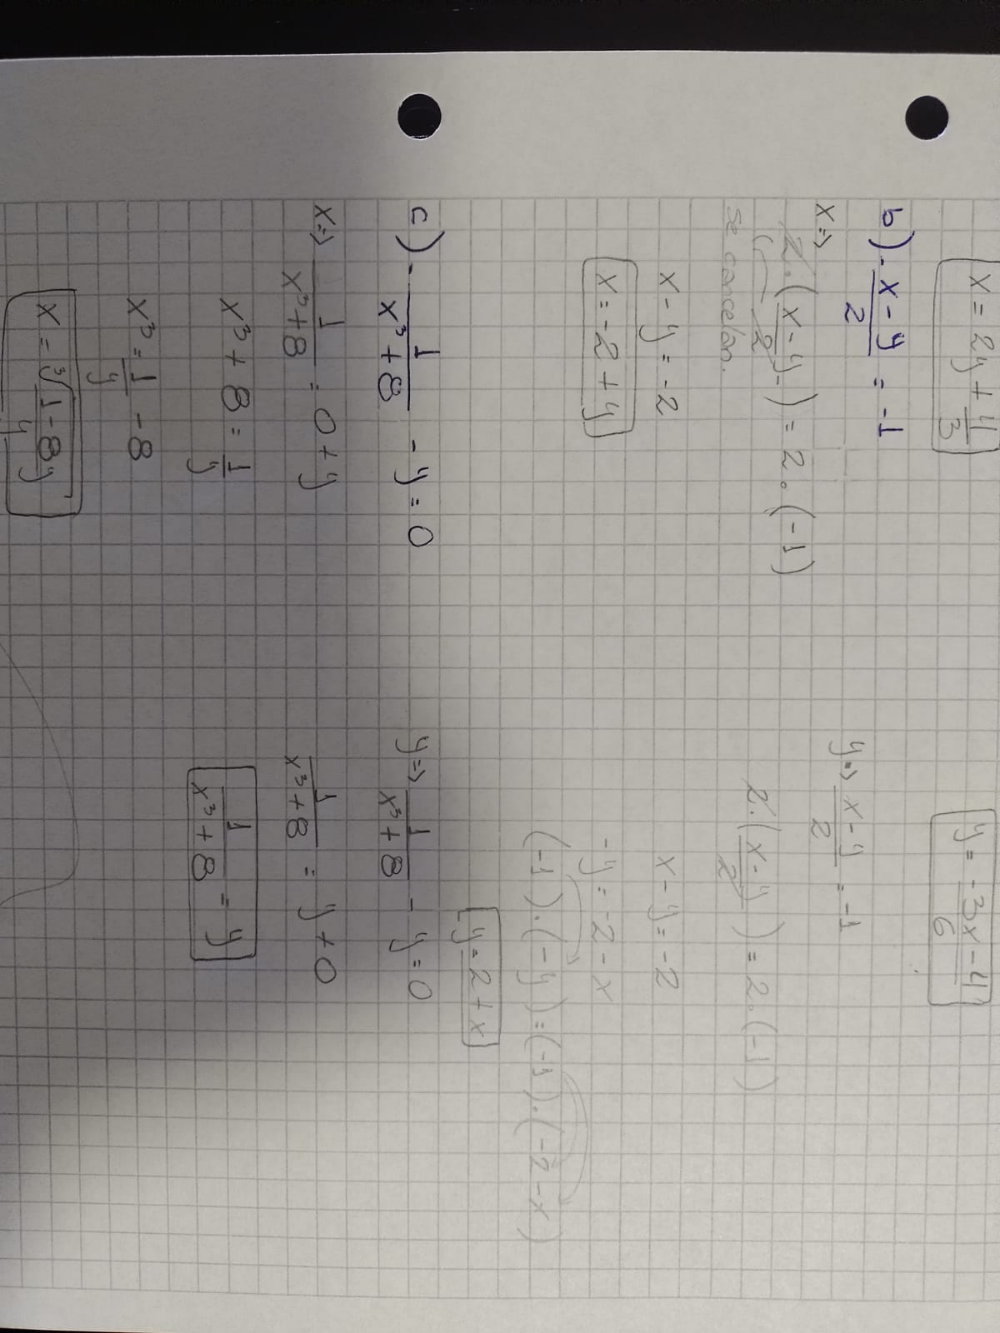 x = 2y + 4/3
y = -3x - 4/6
b) · x - y/2 = -1
x =>
2 · (x - y/2) = 2 · (-1)
se cancelan.
x - y = -2
x = -2 + y
y => x - y/2 = -1
2 · (x - y/2) = 2 · (-1)
x - y = -2
-y = -2 - x
(-1) · (-y) = (-1) · (-2 - x)
y = 2 + x
c) · 1/x³ + 8 - y = 0
x => 1/x³ + 8 = 0 + y
x³ + 8 = 1/y
x³ = 1/y - 8
x = ³√1 - 8y/y
y => 1/x³ + 8 - y = 0
1/x³ + 8 = y + 0
1/x³ + 8 = y